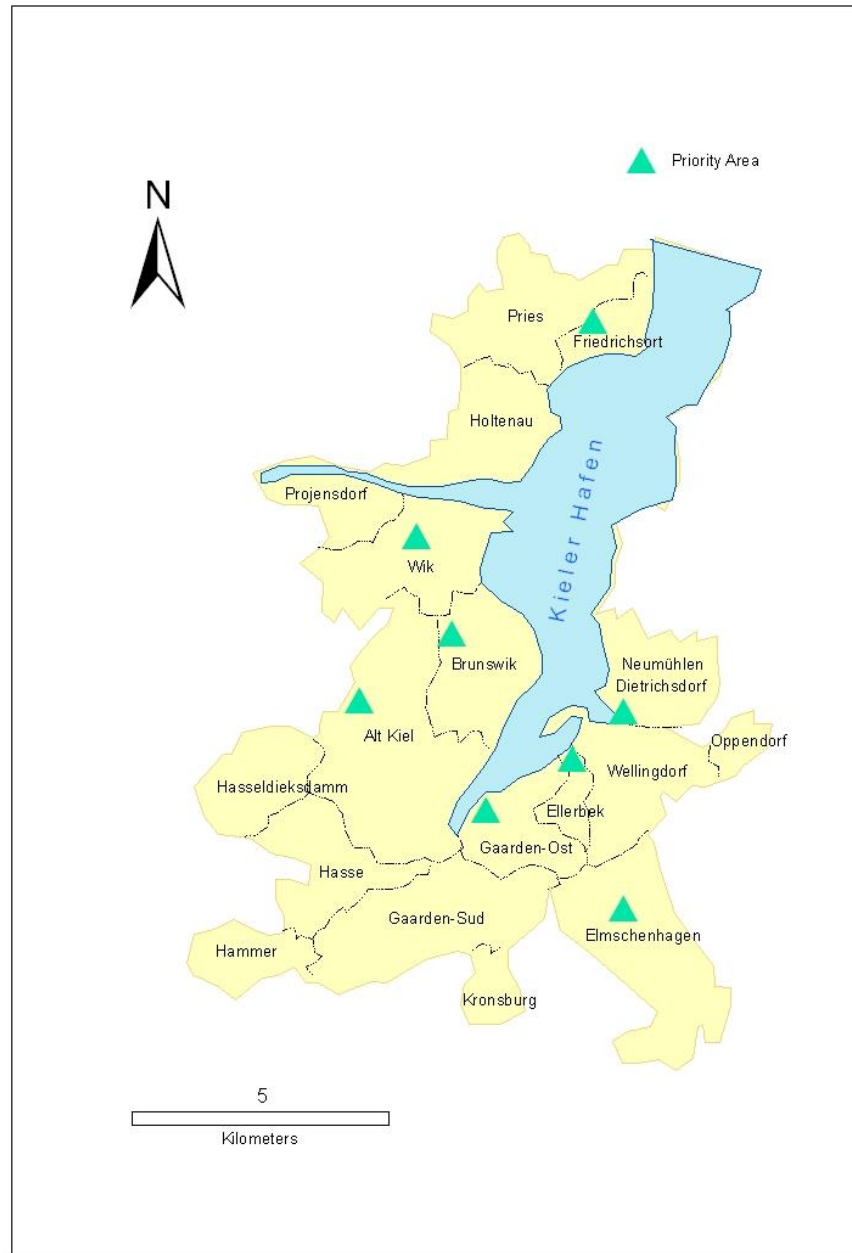 Priority Area
N
Pries
Friedrichsort
Holtenau
Kieler Hafen
Projensdorf
Wik
Brunswik
Neumühlen
Dietrichsdorf
Alt Kiel
Oppendorf
Wellingdorf
Hasseldieksdamm
Ellerbek
Gaarden-Ost
Hasse
Gaarden-Sud
Elmschenhagen
Hammer
Kronsburg
5
Kilometers